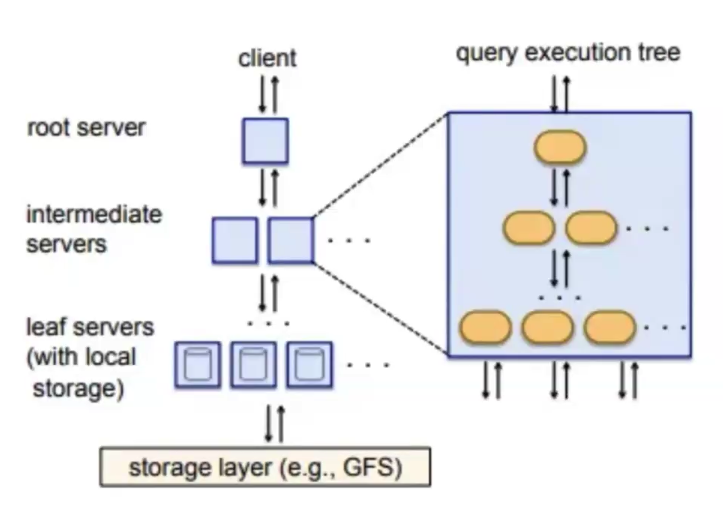 client
query execution tree
root server
intermediate
servers
. . .
leaf servers
(with local
storage)
. . .
storage layer (e.g., GFS)